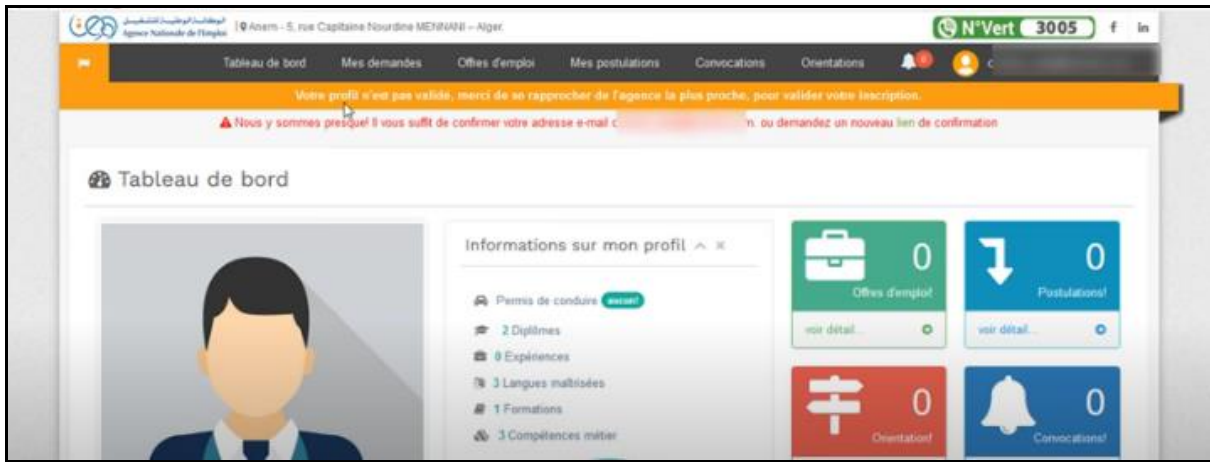 الوكالة الوطنية للتشغيل
Agence Nationale de l'Emploi
Anem - 5, rue Capitaine Nourdine MENNANI – Alger.
N°Vert 3005
f in
Tableau de bord Mes demandes Offres d'emploi Mes postulations Convocations Orientations 0
Votre profil n'est pas validé, merci de se rapprocher de l'agence la plus proche, pour valider votre inscription.
Nous y sommes presque! Il vous suffit de confirmer votre adresse e-mail ou demandez un nouveau lien de confirmation
Tableau de bord
Informations sur mon profil
Permis de conduire aucun!
2 Diplômes
0 Expériences
3 Langues maîtrisées
1 Formations
3 Compétences métier
0
Offres d'emploi!
voir détail...
0
Postulations!
voir détail...
0
Orientation!
0
Convocations!